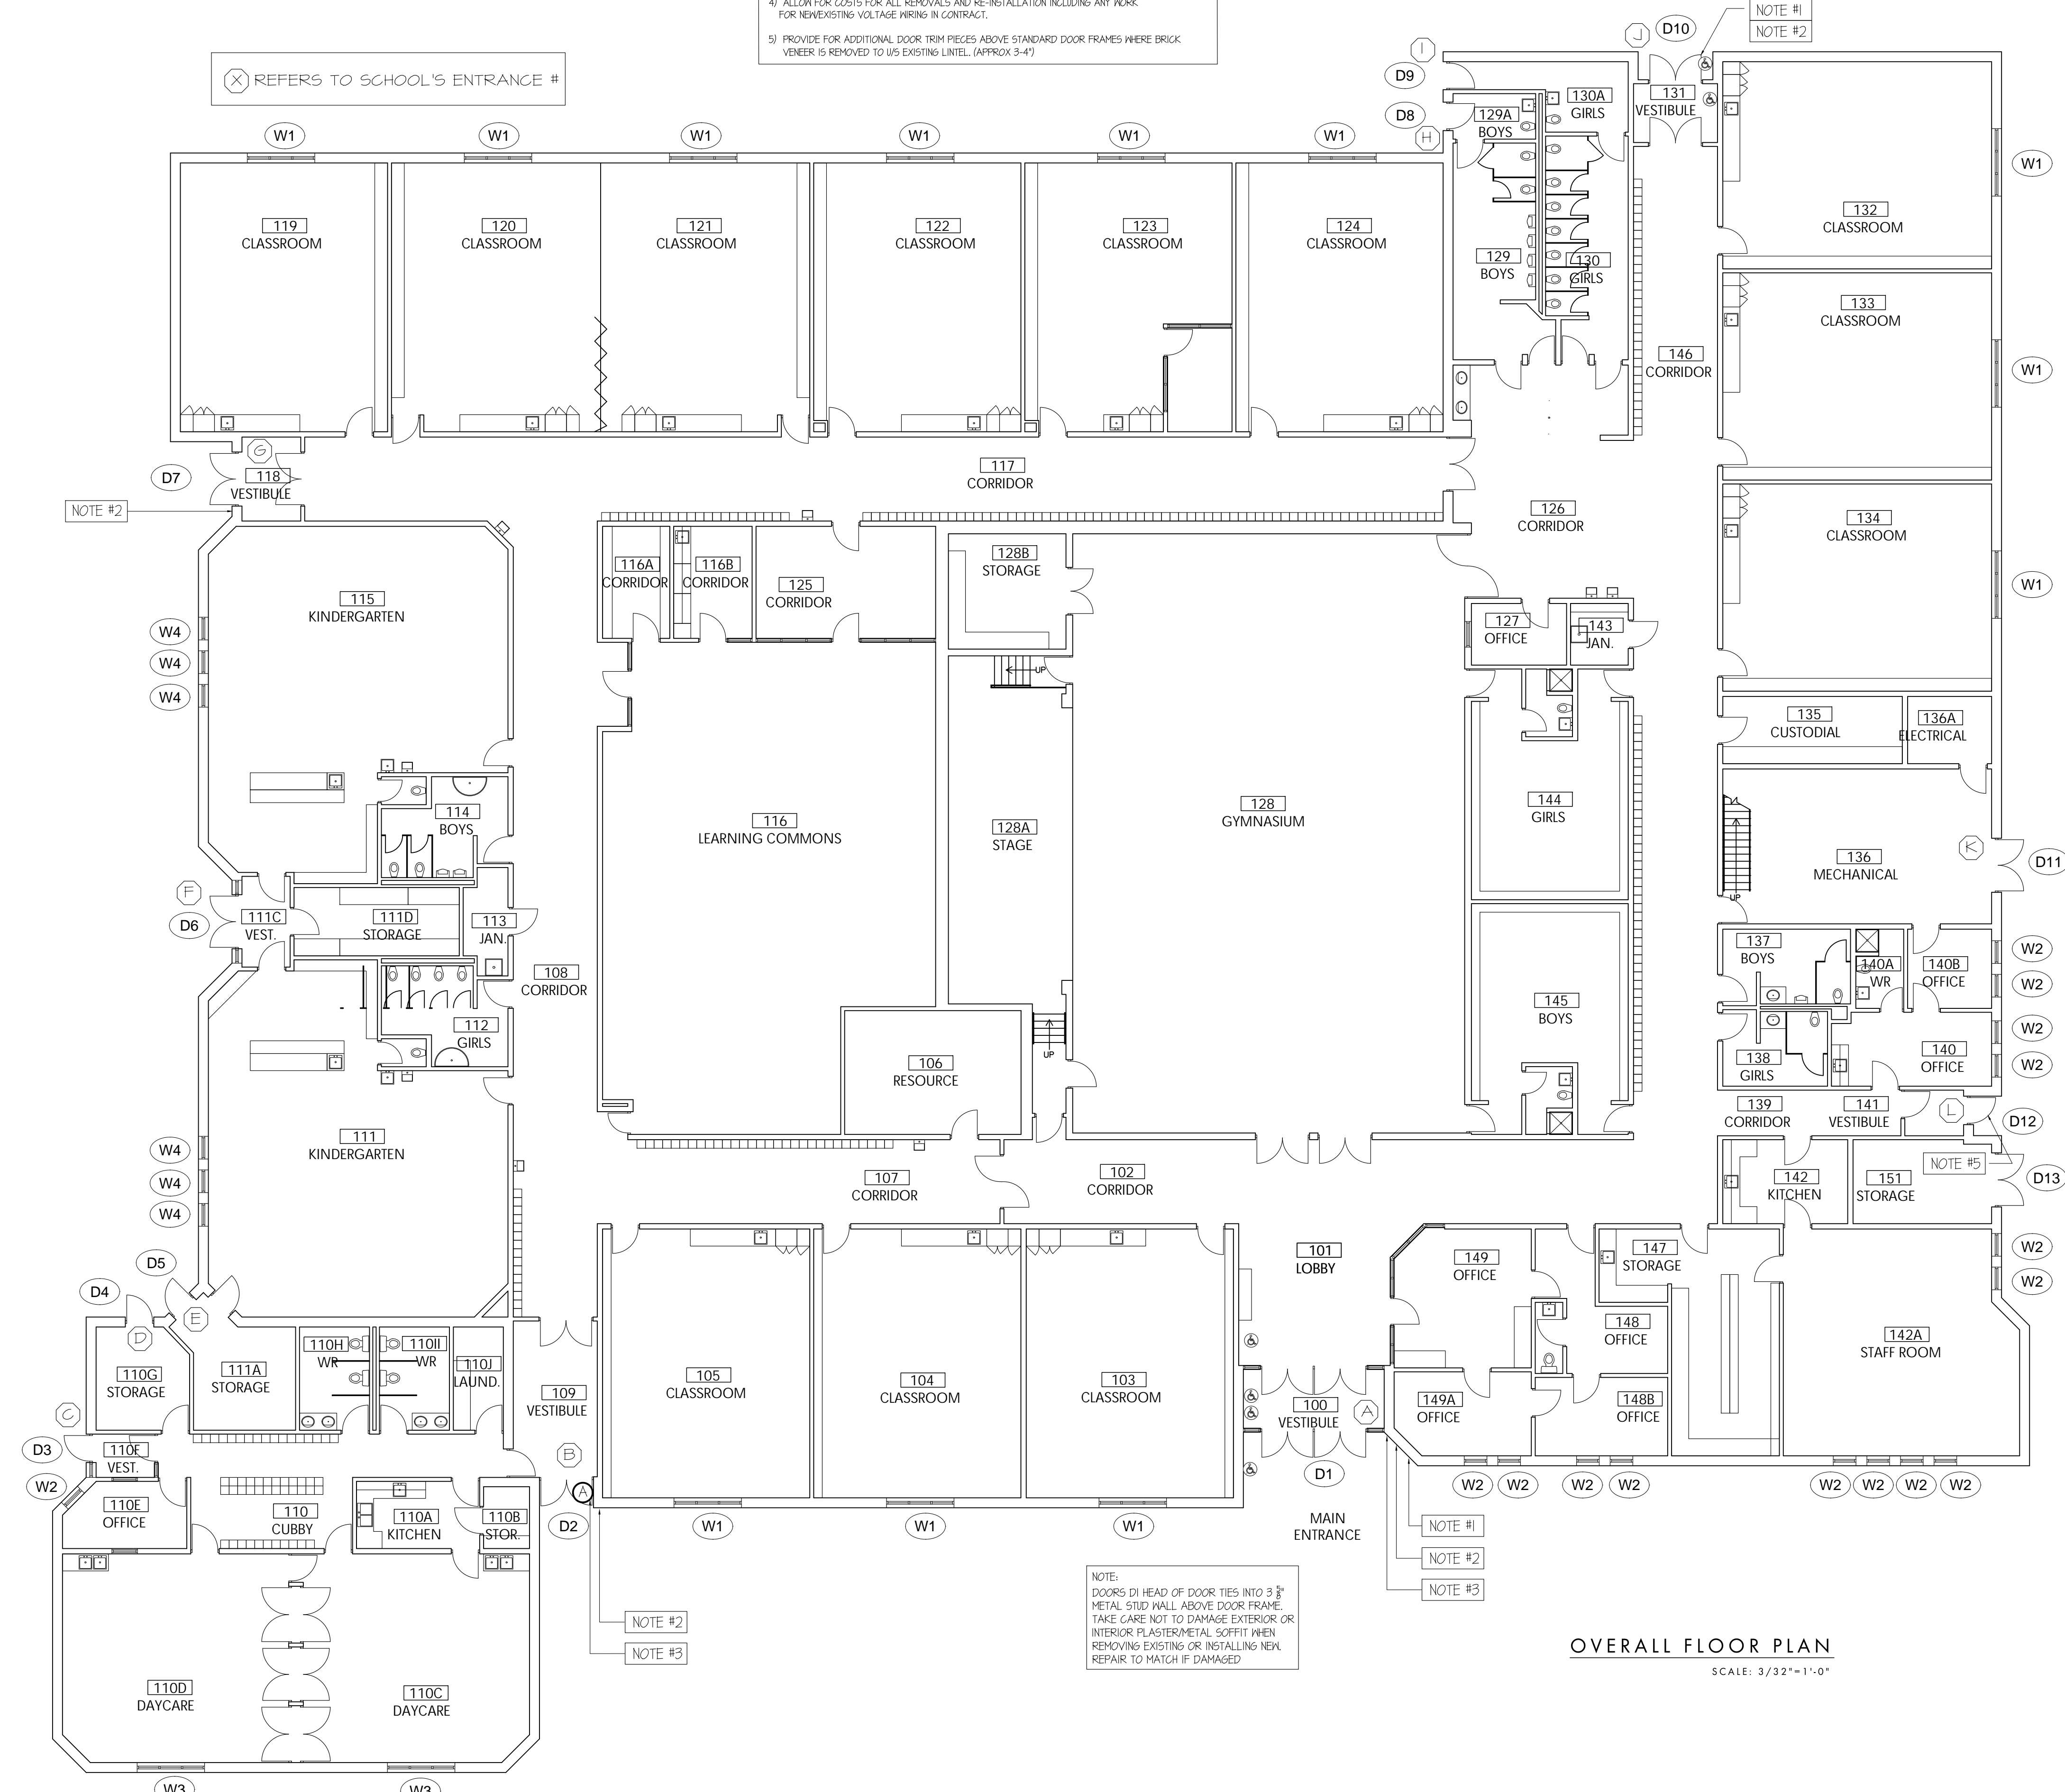 4) ALLOW FOR COSTS FOR ALL REMOVALS AND RE-INSTALLATION INCLUDING ANY WORK
FOR NEW/EXISTING VOLTAGE WIRING IN CONTRACT.
5) PROVIDE FOR ADDITIONAL DOOR TRIM PIECES ABOVE STANDARD DOOR FRAMES WHERE BRICK
VENEER IS REMOVED TO U/S EXISTING LINTEL. (APPROX 3-4")
NOTE #1
NOTE #2
X REFERS TO SCHOOL'S ENTRANCE #
J
D10
I
D9
D8
H
W1
W1
W1
W1
W1
W1
129A
BOYS
130A
GIRLS
131
VESTIBULE
W1
119
CLASSROOM
120
CLASSROOM
121
CLASSROOM
122
CLASSROOM
123
CLASSROOM
124
CLASSROOM
129
BOYS
130
GIRLS
132
CLASSROOM
133
CLASSROOM
146
CORRIDOR
W1
G
D7
118
VESTIBULE
NOTE #2
117
CORRIDOR
126
CORRIDOR
134
CLASSROOM
W1
116A
CORRIDOR
116B
CORRIDOR
125
CORRIDOR
128B
STORAGE
115
KINDERGARTEN
W4
W4
W4
UP
127
OFFICE
143
JAN.
135
CUSTODIAL
136A
ELECTRICAL
114
BOYS
116
LEARNING COMMONS
128A
STAGE
128
GYMNASIUM
144
GIRLS
136
MECHANICAL
K
D11
UP
F
D6
111C
VEST.
111D
STORAGE
113
JAN.
108
CORRIDOR
137
BOYS
140A
WR
140B
OFFICE
W2
W2
W2
W2
112
GIRLS
UP
106
RESOURCE
145
BOYS
138
GIRLS
140
OFFICE
139
CORRIDOR
141
VESTIBULE
L
D12
NOTE #5
D13
111
KINDERGARTEN
W4
W4
W4
107
CORRIDOR
102
CORRIDOR
142
KITCHEN
151
STORAGE
101
LOBBY
149
OFFICE
147
STORAGE
W2
W2
D5
D4
E
D
110G
STORAGE
111A
STORAGE
110H
WR
110II
WR
110J
LAUND.
109
VESTIBULE
105
CLASSROOM
104
CLASSROOM
103
CLASSROOM
148
OFFICE
142A
STAFF ROOM
100
VESTIBULE
A
149A
OFFICE
148B
OFFICE
C
D3
110F
VEST.
B
W2
110E
OFFICE
110
CUBBY
110A
KITCHEN
110B
STOR.
A
D2
D1
W2
W2
W2
W2
W2
W2
W2
W2
W1
W1
W1
MAIN
ENTRANCE
NOTE #1
NOTE #2
NOTE #3
NOTE:
DOORS D1 HEAD OF DOOR TIES INTO 3 5/8"
METAL STUD WALL ABOVE DOOR FRAME.
TAKE CARE NOT TO DAMAGE EXTERIOR OR
INTERIOR PLASTER/METAL SOFFIT WHEN
REMOVING EXISTING OR INSTALLING NEW.
REPAIR TO MATCH IF DAMAGED
NOTE #2
NOTE #3
110D
DAYCARE
110C
DAYCARE
OVERALL FLOOR PLAN
SCALE: 3/32"=1'-0"
W3
W3